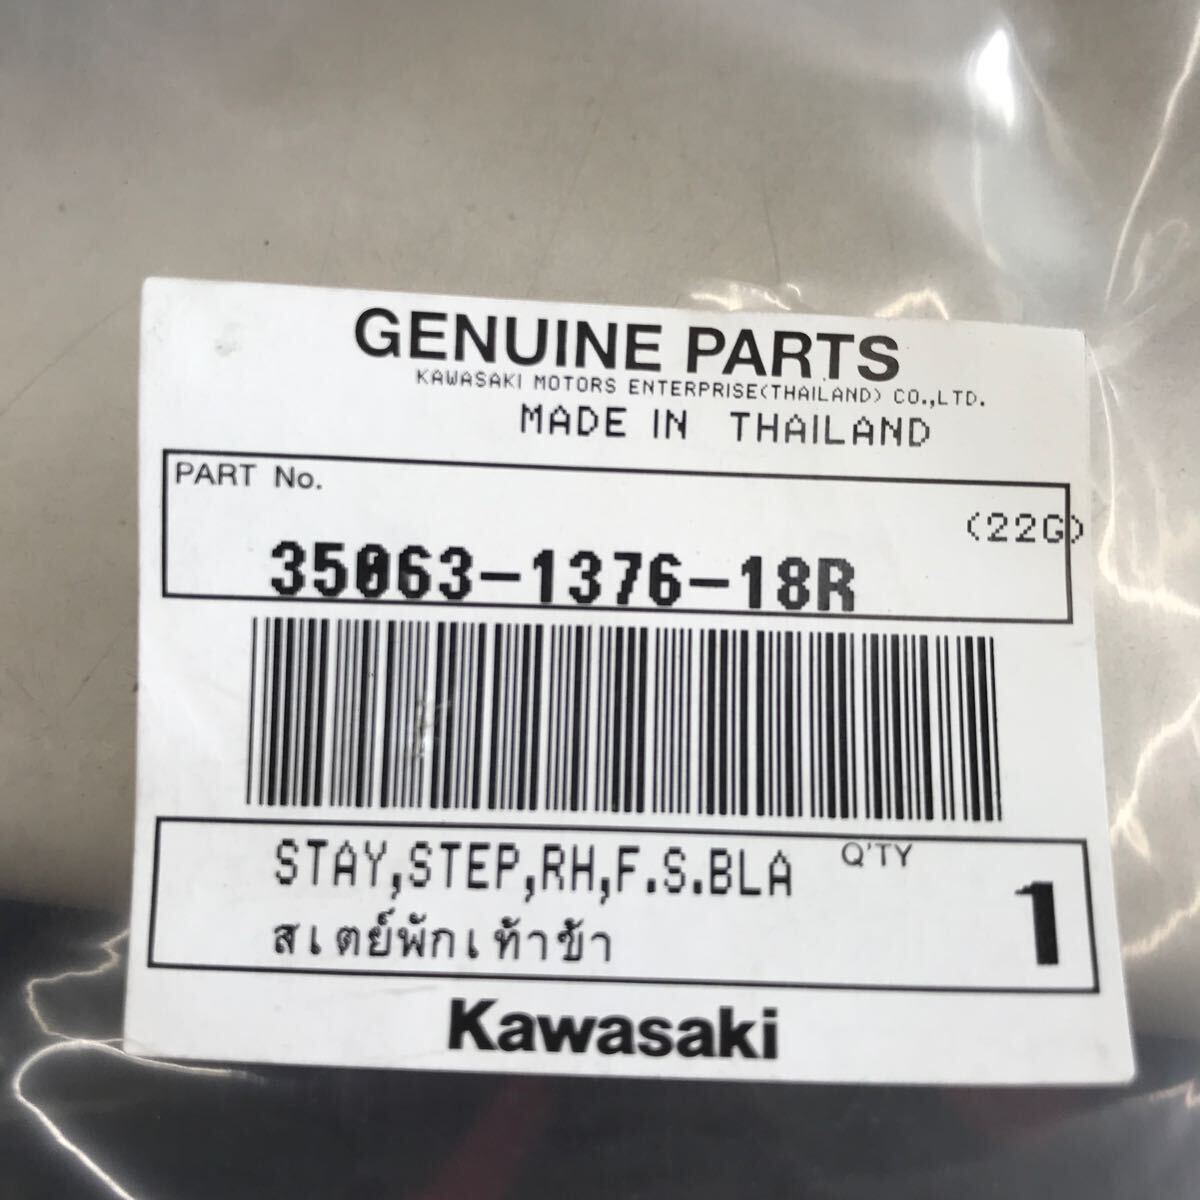 GENUINE PARTS
KAWASAKI MOTORS ENTERPRISE(THAILAND) CO.,LTD.
MADE IN THAILAND
PART No.
(22G)
35063-1376-18R
STAY,STEP,RH,F.S.BLA Q'TY
สเตย์พักเท้าข้า
1
Kawasaki